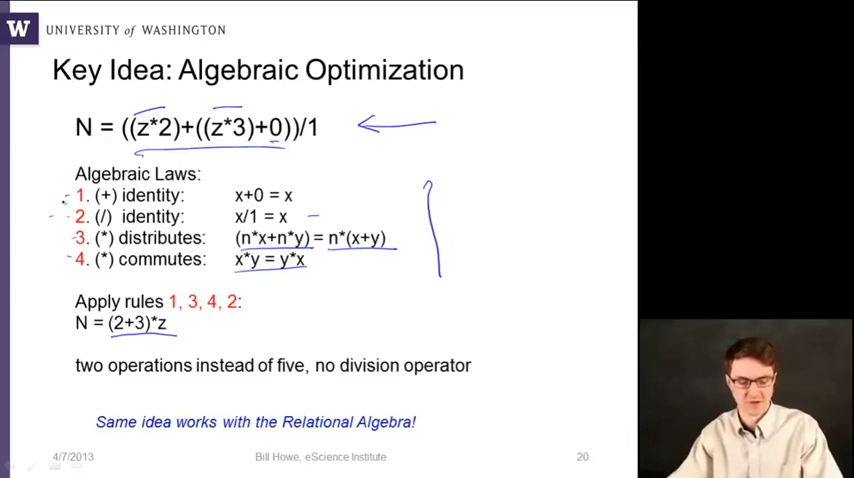 W UNIVERSITY of WASHINGTON
Key Idea: Algebraic Optimization
N = ((z*2)+((z*3)+0))/1
Algebraic Laws:
1. (+) identity: x+0 = x
2. (/) identity: x/1 = x
3. (*) distributes: (n*x+n*y) = n*(x+y)
4. (*) commutes: x*y = y*x
Apply rules 1, 3, 4, 2:
N = (2+3)*z
two operations instead of five, no division operator
Same idea works with the Relational Algebra!
4/7/2013 Bill Howe, eScience Institute 20